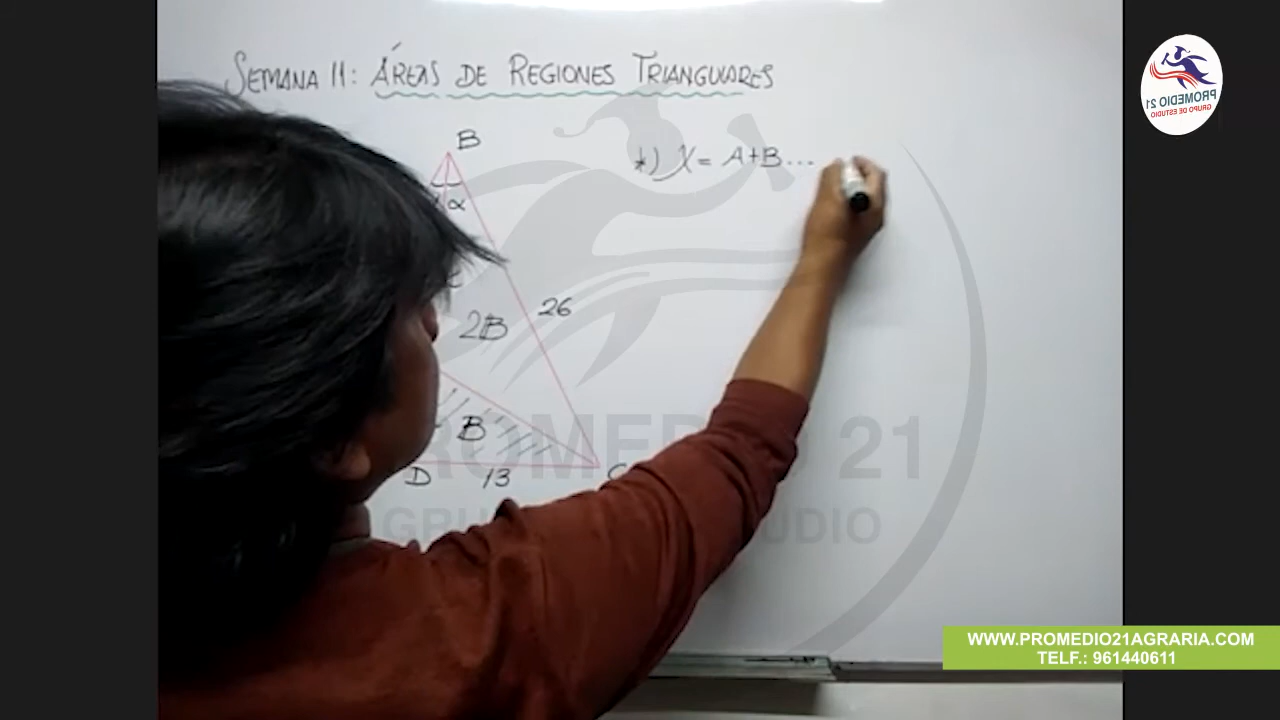 SEMANA 11: ÁREAS DE REGIONES TRIANGULARES
PROMEDIO 21
GRUPO DE ESTUDIO
B
*) X = A+B...
α
26
2B
B
D 13 C
21
WWW.PROMEDIO21AGRARIA.COM
TELF.: 961440611